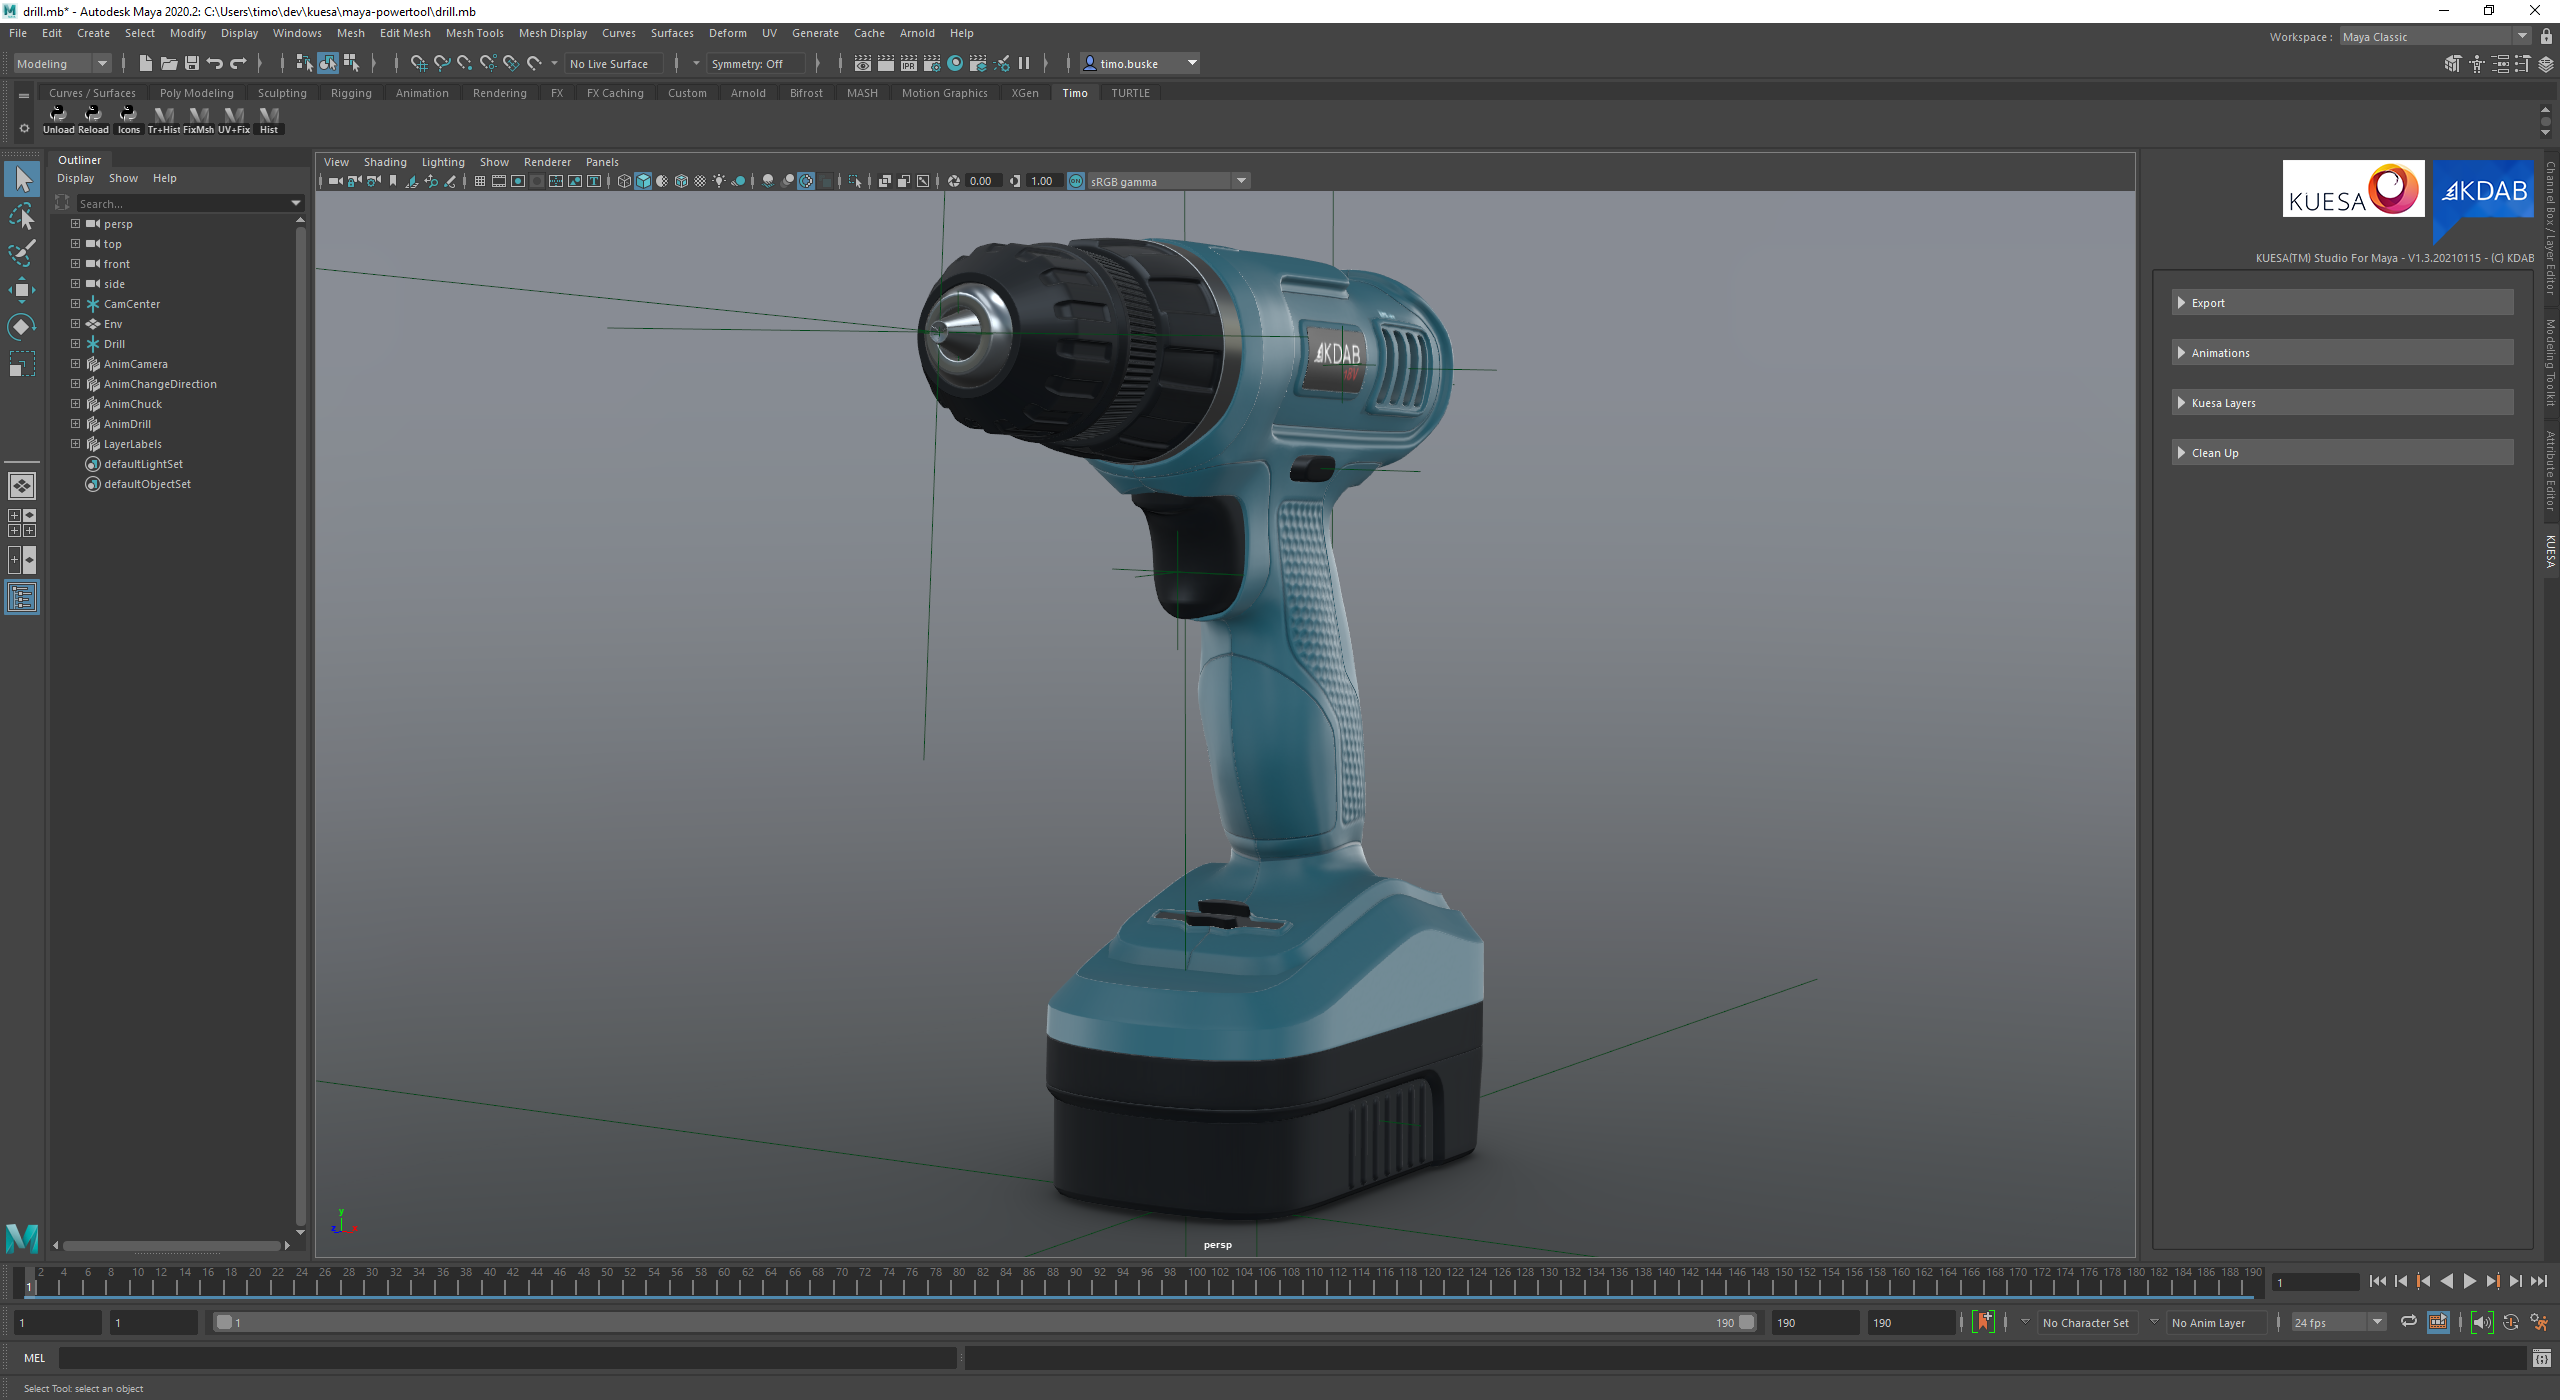 drill.mb* - Autodesk Maya 2020.2: C:\Users\timo\dev\kuesa\maya-powertool\drill.mb
File Edit Create Select Modify Display Windows Mesh Edit Mesh Mesh Tools Mesh Display Curves Surfaces Deform UV Generate Cache Arnold Help
Workspace : Maya Classic
Modeling No Live Surface Symmetry: Off IPR timo.buske
Curves / Surfaces Poly Modeling Sculpting Rigging Animation Rendering FX FX Caching Custom Arnold Bifrost MASH Motion Graphics XGen Timo TURTLE
Unload Reload Icons Tr+Hist FixMsh UV+Fix Hist
Outliner
Display Show Help
Search...
persp
top
front
side
CamCenter
Env
Drill
AnimCamera
AnimChangeDirection
AnimChuck
AnimDrill
LayerLabels
defaultLightSet
defaultObjectSet
View Shading Lighting Show Renderer Panels
0.00 1.00 ON sRGB gamma
KDAB
18V
y
z x
persp
KUESA KDAB
KUESA(TM) Studio For Maya - V1.3.20210115 - (C) KDAB
Export
Animations
Kuesa Layers
Clean Up
Channel Box / Layer Editor
Modeling Toolkit
Attribute Editor
KUESA
2 4 6 8 10 12 14 16 18 20 22 24 26 28 30 32 34 36 38 40 42 44 46 48 50 52 54 56 58 60 62 64 66 68 70 72 74 76 78 80 82 84 86 88 90 92 94 96 98 100 102 104 106 108 110 112 114 116 118 120 122 124 126 128 130 132 134 136 138 140 142 144 146 148 150 152 154 156 158 160 162 164 166 168 170 172 174 176 178 180 182 184 186 188 190
1 1
1 1 1 190 190 190 No Character Set No Anim Layer 24 fps
MEL
Select Tool: select an object